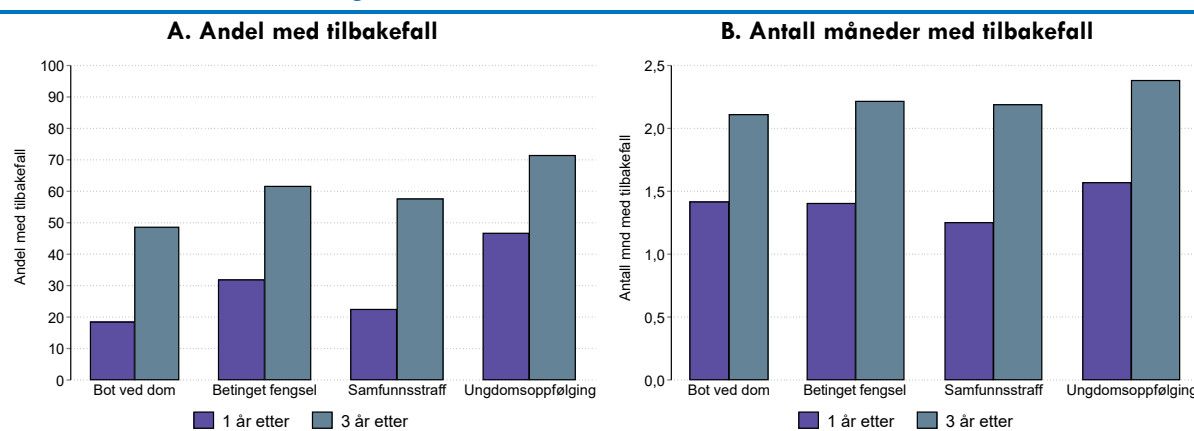 A. Andel med tilbakefall
100
90
80
70
60
50
40
30
20
10
0
Andel med tilbakefall
Bot ved dom Betinget fengsel Samfunnsstraff Ungdomsoppfølging
1 år etter 3 år etter
B. Antall måneder med tilbakefall
2,5
2,0
1,5
1,0
0,5
0,0
Antall mnd med tilbakefall
Bot ved dom Betinget fengsel Samfunnsstraff Ungdomsoppfølging
1 år etter 3 år etter